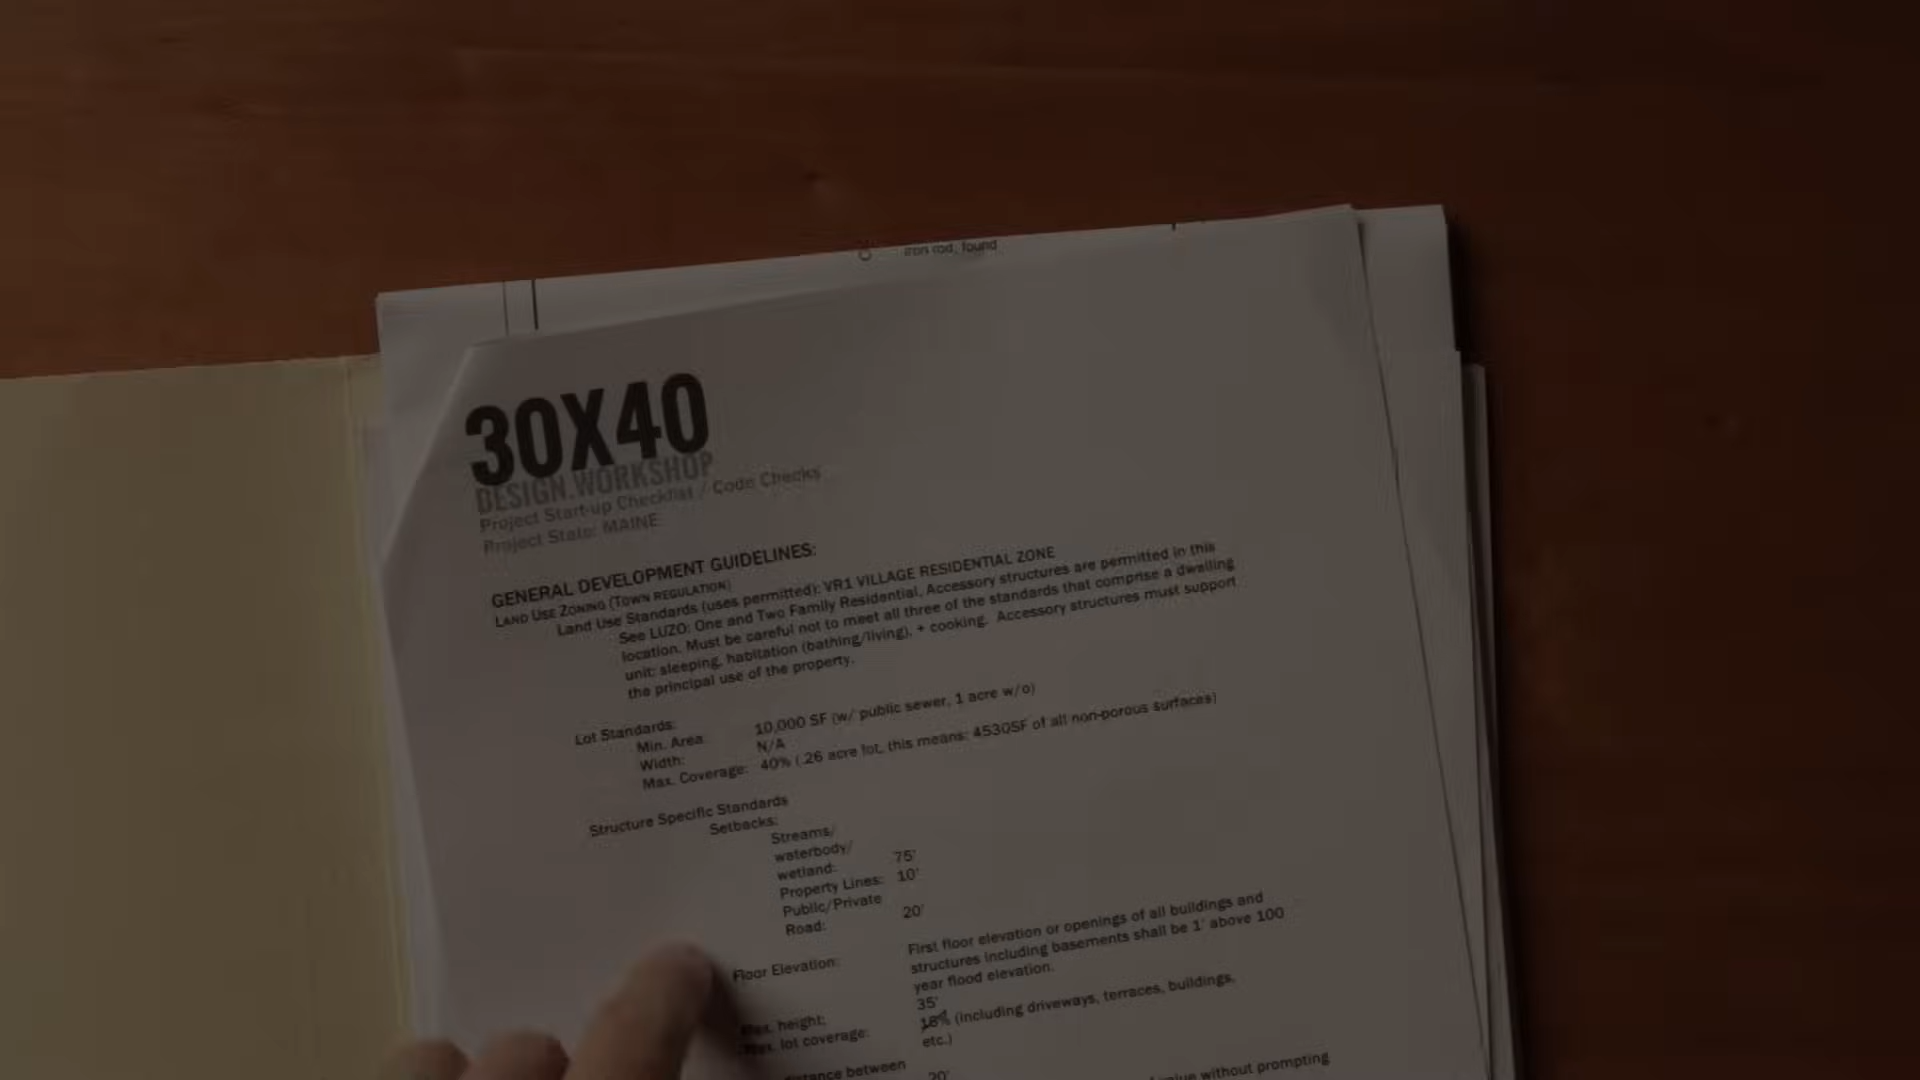 iron rod, found
30X40
DESIGN.WORKSHOP
Project Start-up Checklist / Code Checks
Project State: MAINE
GENERAL DEVELOPMENT GUIDELINES:
LAND USE ZONING (TOWN REGULATION)
Land Use Standards (uses permitted): VR1 VILLAGE RESIDENTIAL ZONE
See LUZO: One and Two Family Residential, Accessory structures are permitted in this
location. Must be careful not to meet all three of the standards that comprise a dwelling
unit: sleeping, habitation (bathing/living), + cooking. Accessory structures must support
the principal use of the property.
Lot Standards:
Min. Area: 10,000 SF (w/ public sewer, 1 acre w/o)
Width: N/A
Max. Coverage: 40% (.26 acre lot, this means: 4530SF of all non-porous surfaces)
Structure Specific Standards
Setbacks:
Streams/
waterbody/
wetland: 75'
Property Lines: 10'
Public/Private
Road: 20'
Floor Elevation: First floor elevation or openings of all buildings and
structures including basements shall be 1' above 100
year flood elevation.
Max. height: 35'
Max. lot coverage: 18% (including driveways, terraces, buildings,
etc.)
distance between 20'
value without prompting